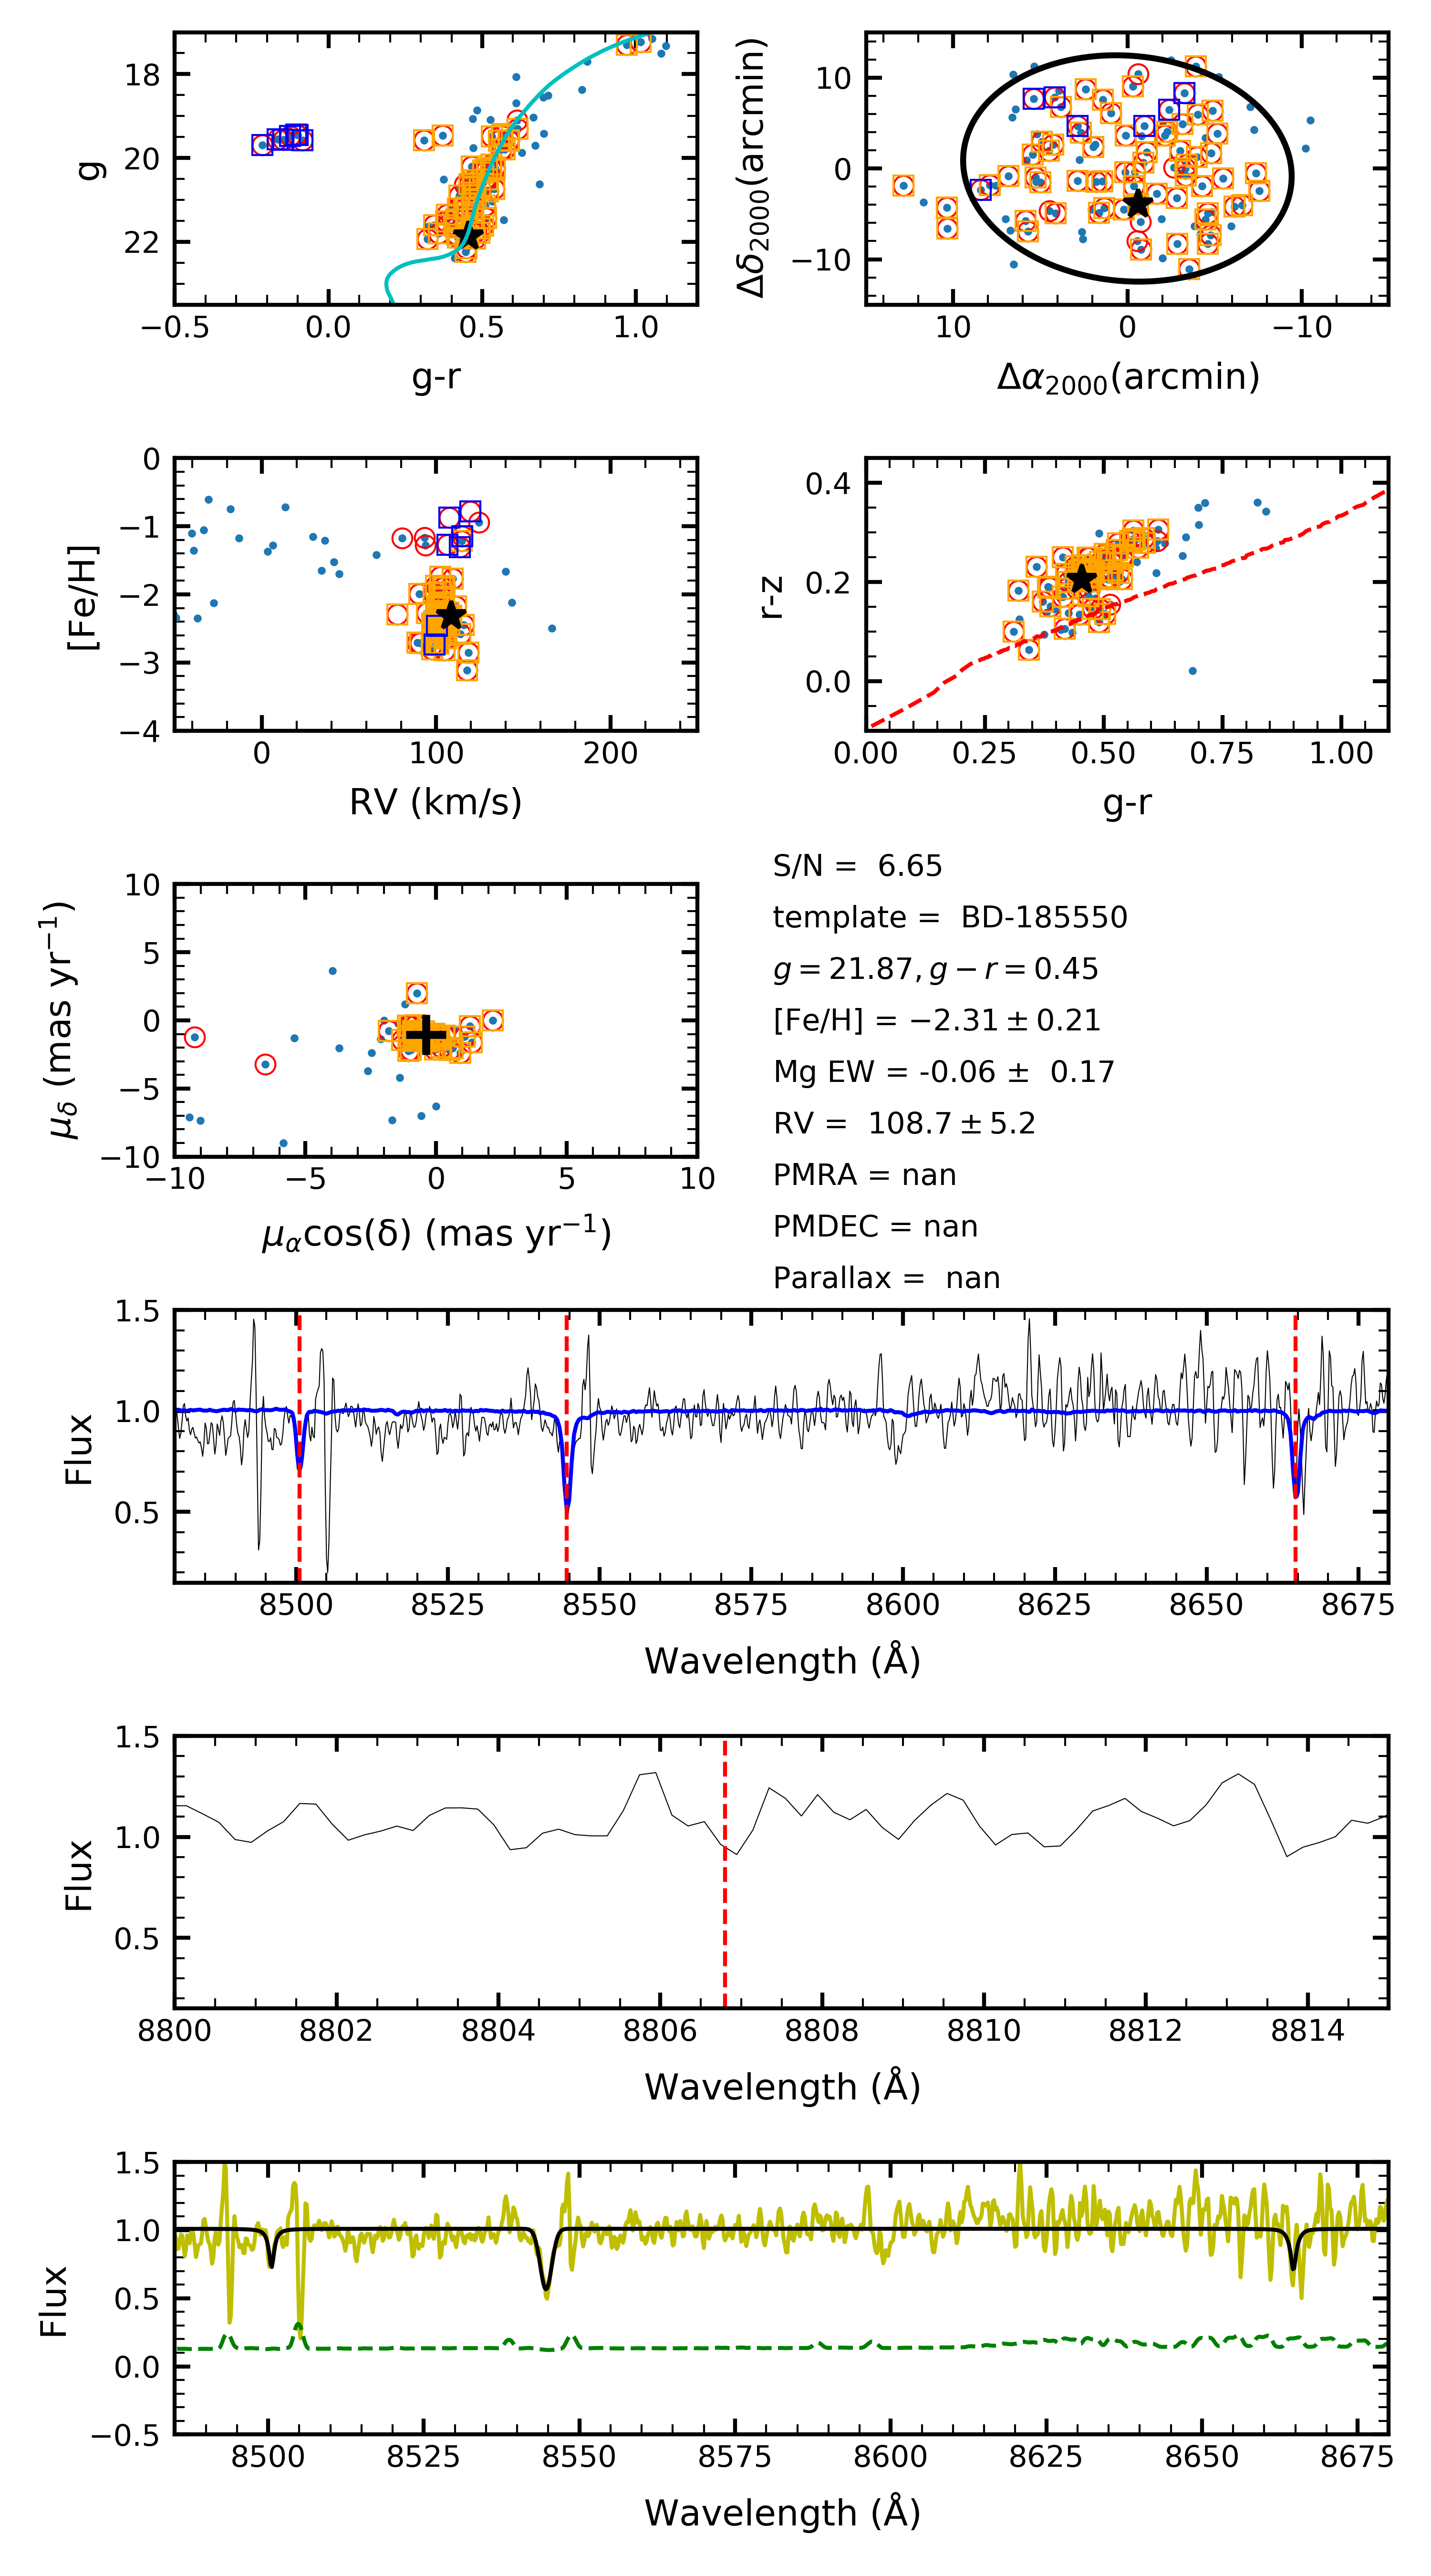 18
20
22
g
−0.5 0.0 0.5 1.0
g-r
10
0
−10
Δδ2000(arcmin)
10 0 −10
Δα2000(arcmin)
0
−1
−2
−3
−4
[Fe/H]
0 100 200
RV (km/s)
0.4
0.2
0.0
r-z
0.00 0.25 0.50 0.75 1.00
g-r
10
5
0
−5
−10
μδ (mas yr−1)
−10 −5 0 5 10
μαcos(δ) (mas yr−1)
S/N = 6.65
template = BD-185550
g = 21.87, g − r = 0.45
[Fe/H] = −2.31 ± 0.21
Mg EW = -0.06 ± 0.17
RV = 108.7 ± 5.2
PMRA = nan
PMDEC = nan
Parallax = nan
1.5
1.0
0.5
Flux
8500 8525 8550 8575 8600 8625 8650 8675
Wavelength (Å)
1.5
1.0
0.5
Flux
8800 8802 8804 8806 8808 8810 8812 8814
Wavelength (Å)
1.5
1.0
0.5
0.0
−0.5
Flux
8500 8525 8550 8575 8600 8625 8650 8675
Wavelength (Å)